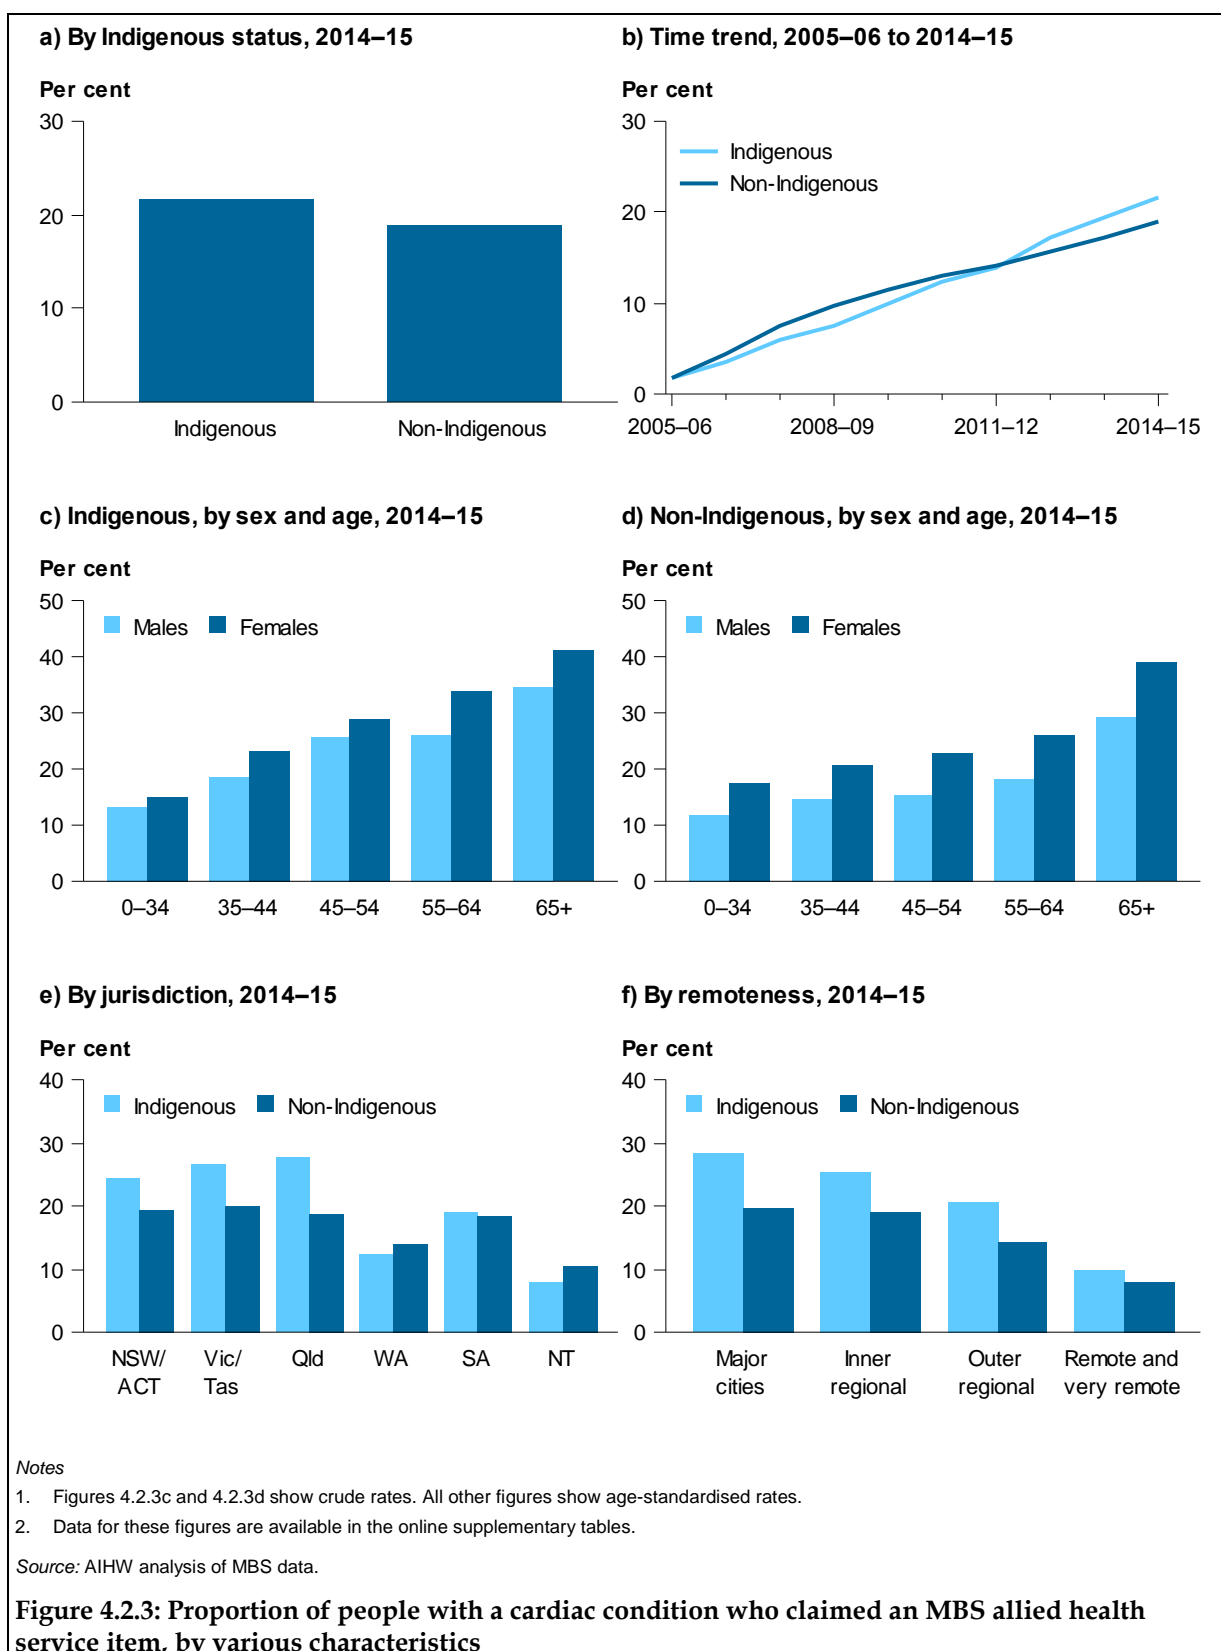 a) By Indigenous status, 2014–15
Per cent
30
20
10
0
Indigenous
Non-Indigenous
b) Time trend, 2005–06 to 2014–15
Per cent
30
20
10
0
Indigenous
Non-Indigenous
2005–06
2008–09
2011–12
2014–15
c) Indigenous, by sex and age, 2014–15
Per cent
50
40
30
20
10
0
Males
Females
0–34
35–44
45–54
55–64
65+
d) Non-Indigenous, by sex and age, 2014–15
Per cent
50
40
30
20
10
0
Males
Females
0–34
35–44
45–54
55–64
65+
e) By jurisdiction, 2014–15
Per cent
40
30
20
10
0
Indigenous
Non-Indigenous
NSW/
ACT
Vic/
Tas
Qld
WA
SA
NT
f) By remoteness, 2014–15
Per cent
40
30
20
10
0
Indigenous
Non-Indigenous
Major
cities
Inner
regional
Outer
regional
Remote and
very remote
Notes
1. Figures 4.2.3c and 4.2.3d show crude rates. All other figures show age-standardised rates.
2. Data for these figures are available in the online supplementary tables.
Source: AIHW analysis of MBS data.
Figure 4.2.3: Proportion of people with a cardiac condition who claimed an MBS allied health
service item, by various characteristics